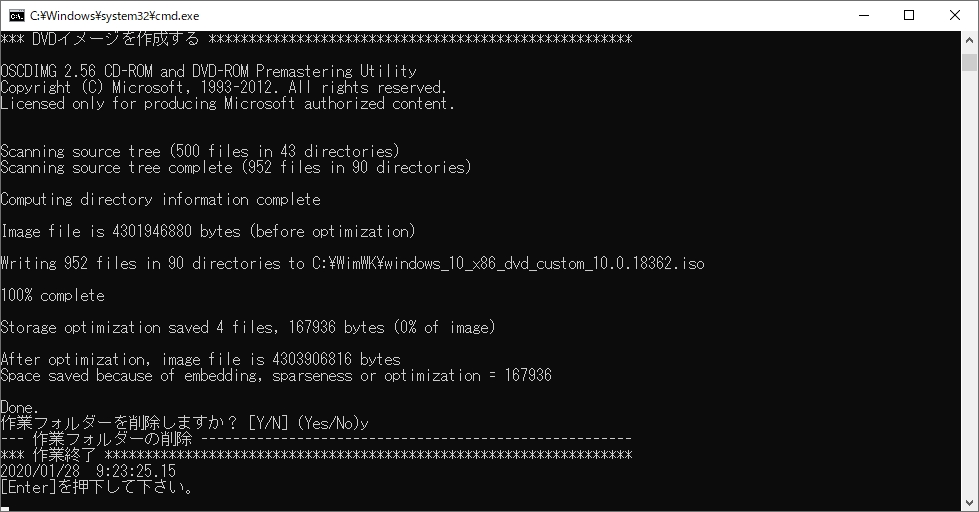 C:¥Windows¥system32¥cmd.exe
*** DVDイメージを作成する *****************************************************
OSCDIMG 2.56 CD-ROM and DVD-ROM Premastering Utility
Copyright (C) Microsoft, 1993-2012. All rights reserved.
Licensed only for producing Microsoft authorized content.
Scanning source tree (500 files in 43 directories)
Scanning source tree complete (952 files in 90 directories)
Computing directory information complete
Image file is 4301946880 bytes (before optimization)
Writing 952 files in 90 directories to C:¥WimWK¥windows_10_x86_dvd_custom_10.0.18362.iso
100% complete
Storage optimization saved 4 files, 167936 bytes (0% of image)
After optimization, image file is 4303906816 bytes
Space saved because of embedding, sparseness or optimization = 167936
Done.
作業フォルダーを削除しますか？ [Y/N] (Yes/No)y
--- 作業フォルダーの削除 ------------------------------------------------------
*** 作業終了 ******************************************************************
2020/01/28  9:23:25.15
[Enter]を押下して下さい。